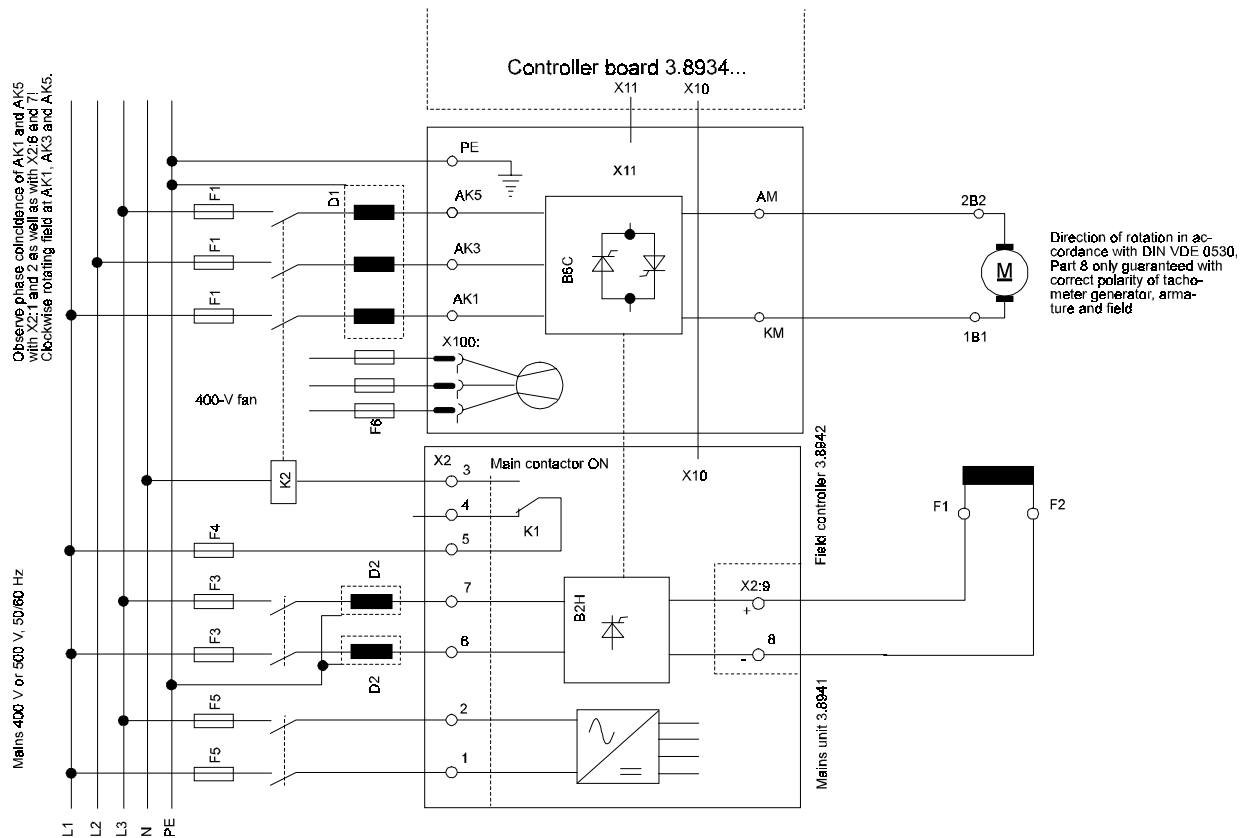 Controller board 3.8934...
X11
X10
Observe phase coincidence of AK1 and AK5
with X2:1 and 2 as well as with X2:6 and 7!
Clockwise rotating field at AK1, AK3 and AK5.
PE
X11
F1
D1
AK5
AM
2B2
F1
AK3
B6C
M
Direction of rotation in ac-
cordance with DIN VDE 0530,
Part 8 only guaranteed with
correct polarity of tacho-
meter generator, arma-
ture and field
F1
AK1
KM
1B1
X100:
400-V fan
F6
X2
Main contactor ON
X10
Field controller 3.8942
K2
3
4
K1
F1
F2
F4
5
D2
Mains 400 V or 500 V, 50/60 Hz
F3
7
B2H
X2:9
+
F3
6
8
-
D2
F5
2
Mains unit 3.8941
F5
1
L1
L2
L3
N
PE